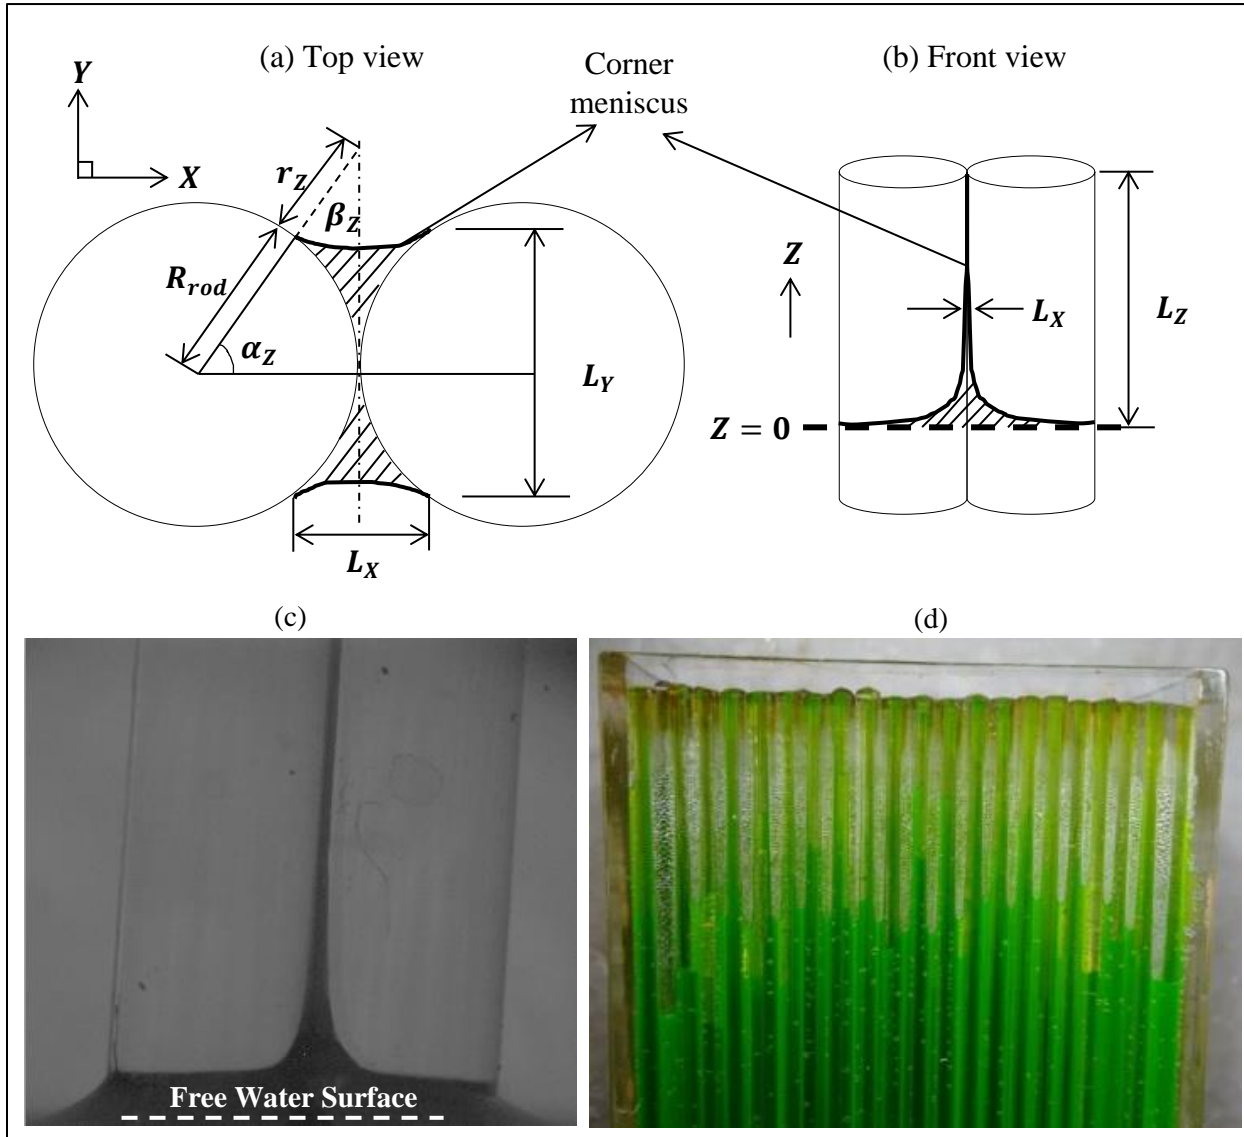 (a) Top view
(b) Front view
Corner
meniscus
Y
X
r_Z
β_Z
R_rod
α_Z
L_Y
L_X
Z
L_X
L_Z
Z = 0
(c)
(d)
Free Water Surface